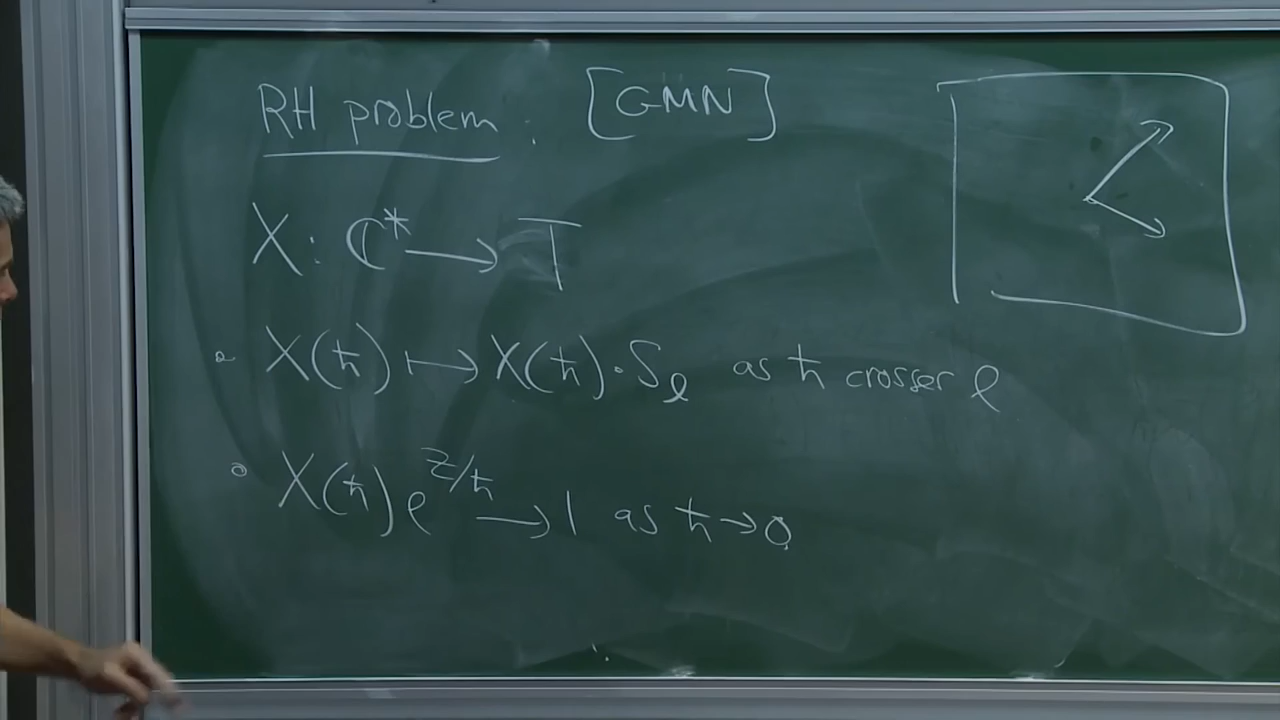 RH problem : [GMN]
X : ℂ* → T
X(ℏ) ↦ X(ℏ) · S_ℓ as ℏ crosses ℓ
X(ℏ) e^{Z/ℏ} → 1 as ℏ → 0